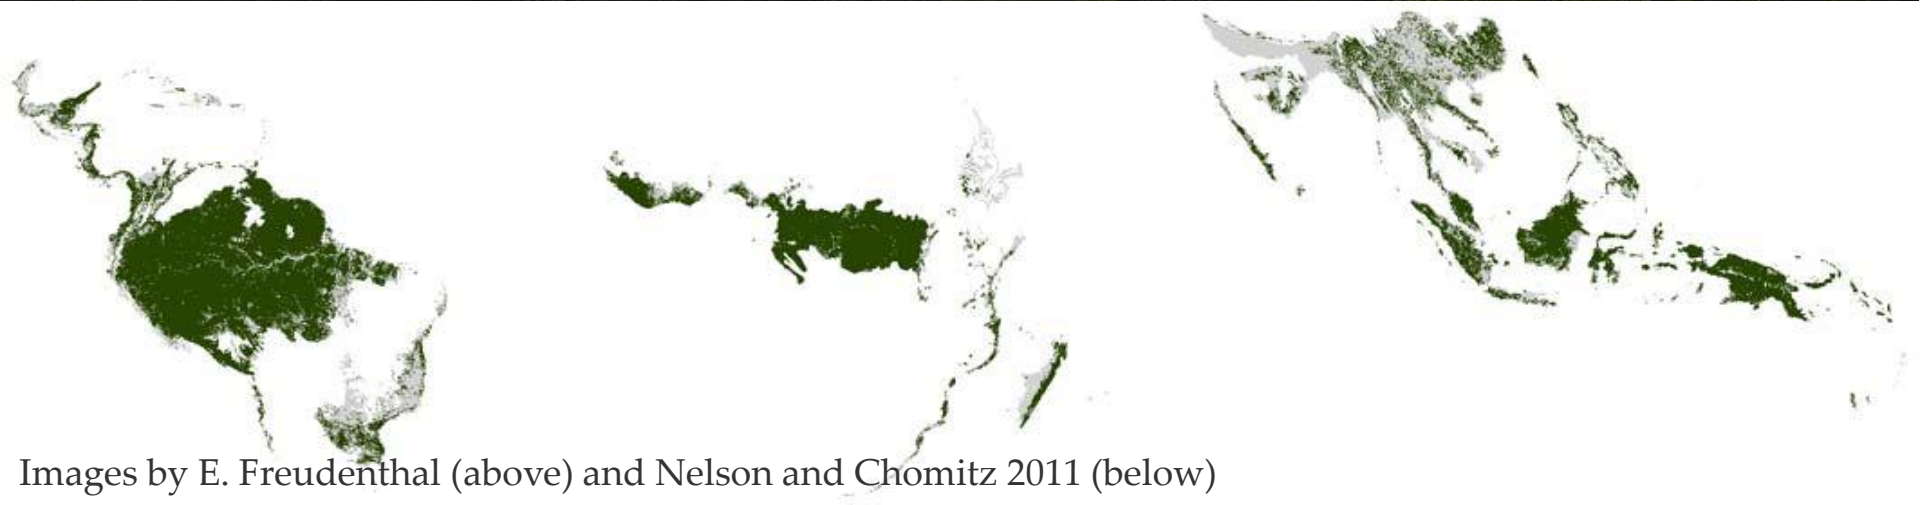 Images by E. Freudenthal (above) and Nelson and Chomitz 2011 (below)